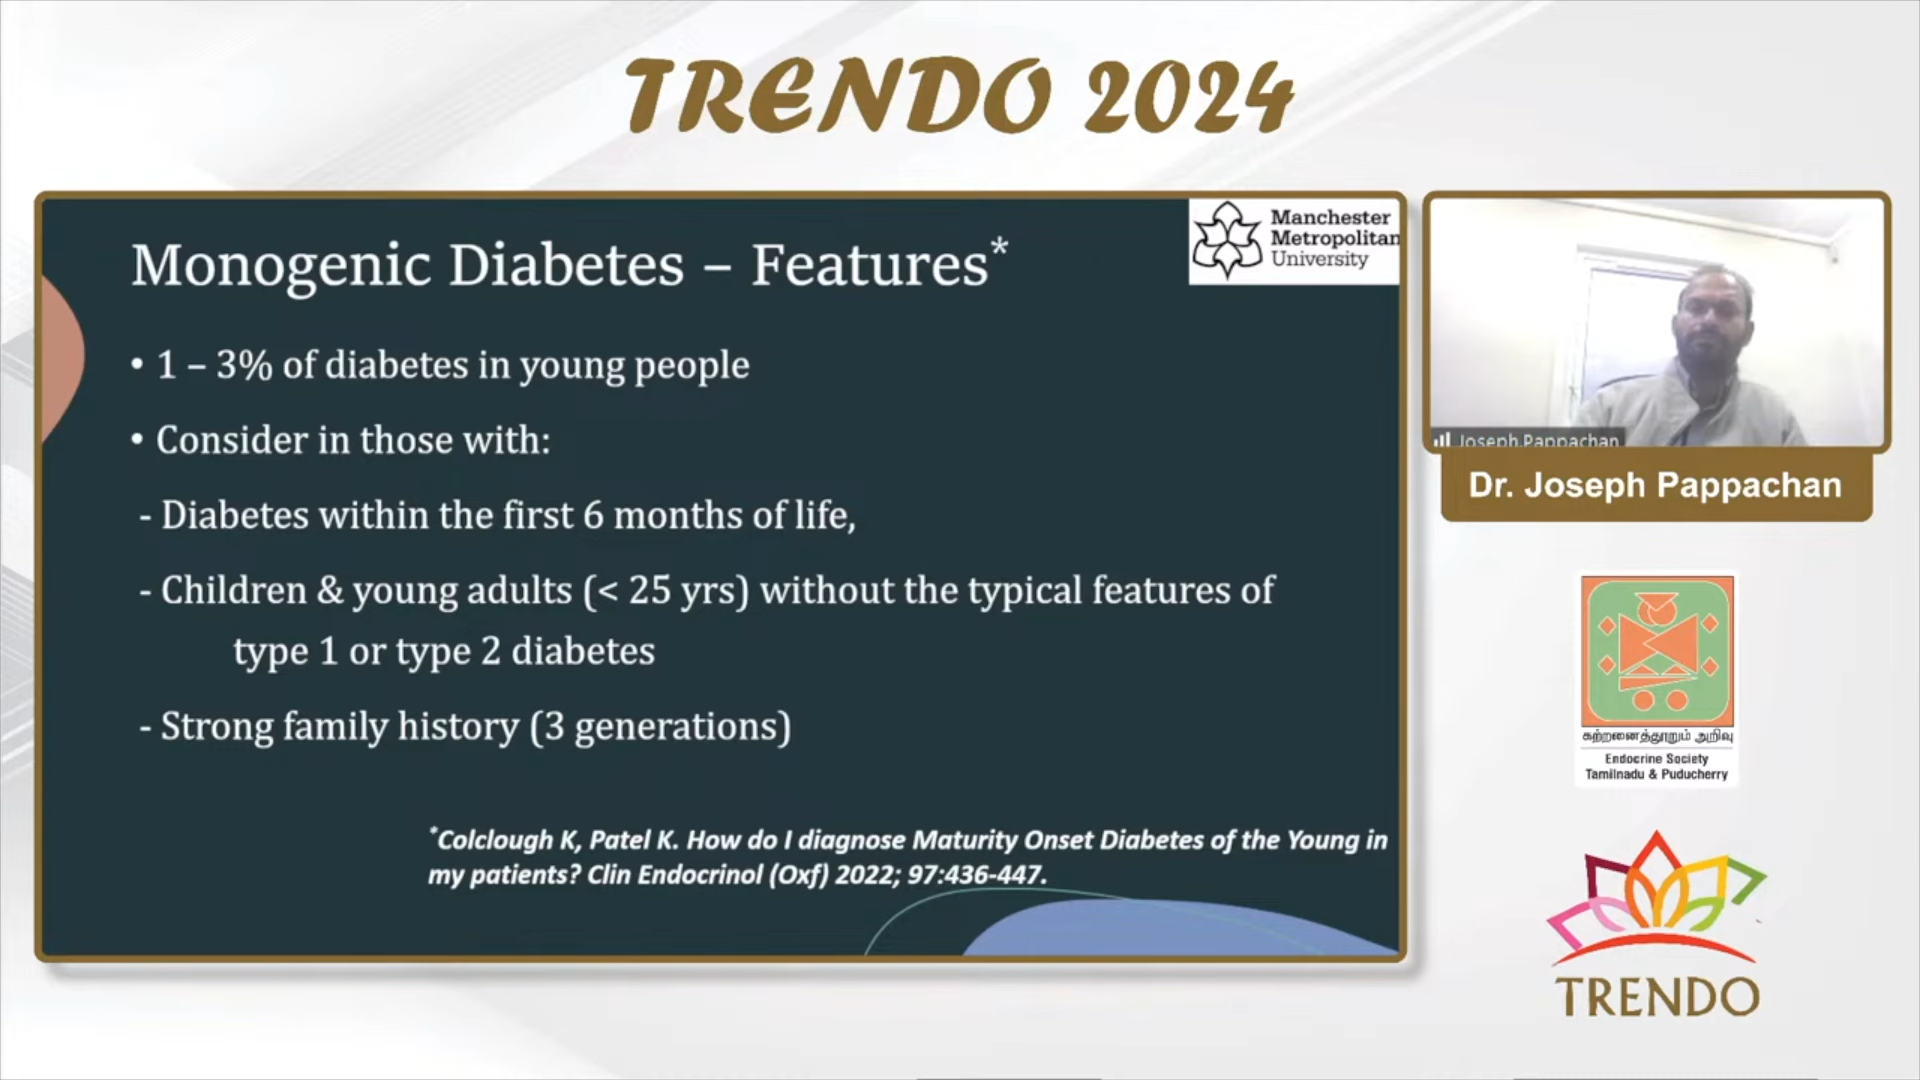 TRENDO 2024
Monogenic Diabetes – Features*
Manchester
Metropolitan
University
• 1 – 3% of diabetes in young people
• Consider in those with:
- Diabetes within the first 6 months of life,
- Children & young adults (< 25 yrs) without the typical features of
type 1 or type 2 diabetes
- Strong family history (3 generations)
*Colclough K, Patel K. How do I diagnose Maturity Onset Diabetes of the Young in
my patients? Clin Endocrinol (Oxf) 2022; 97:436-447.
Joseph Pappachan
Dr. Joseph Pappachan
கற்றனைத்தூறும் அறிவு
Endocrine Society
Tamilnadu & Puducherry
TRENDO